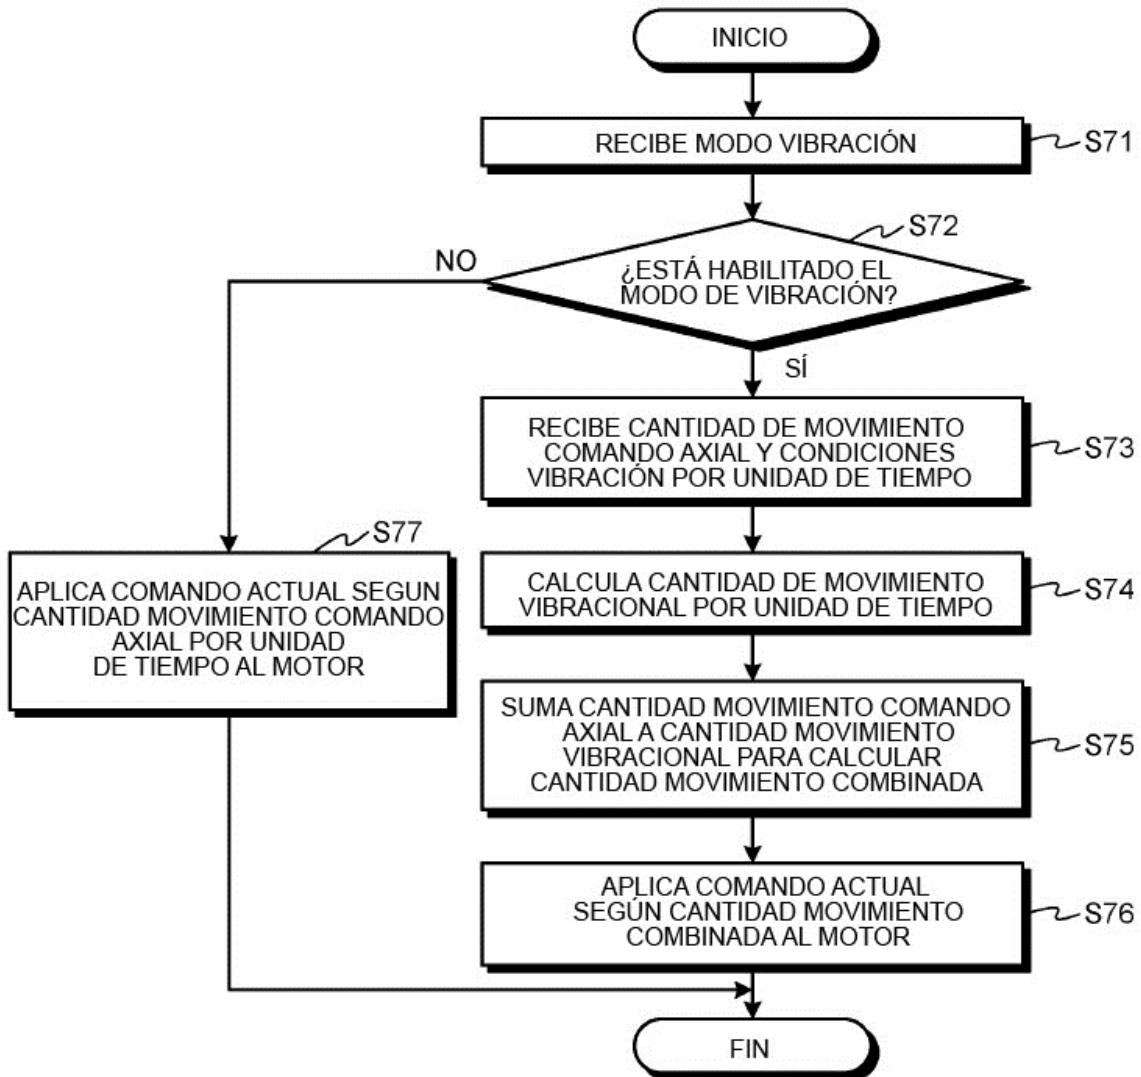 INICIO
RECIBE MODO VIBRACIÓN
S71
S72
NO
¿ESTÁ HABILITADO EL
MODO DE VIBRACIÓN?
SÍ
RECIBE CANTIDAD DE MOVIMIENTO
COMANDO AXIAL Y CONDICIONES
VIBRACIÓN POR UNIDAD DE TIEMPO
S73
S77
APLICA COMANDO ACTUAL SEGUN
CANTIDAD MOVIMIENTO COMANDO
AXIAL POR UNIDAD
DE TIEMPO AL MOTOR
CALCULA CANTIDAD DE MOVIMIENTO
VIBRACIONAL POR UNIDAD DE TIEMPO
S74
SUMA CANTIDAD MOVIMIENTO COMANDO
AXIAL A CANTIDAD MOVIMIENTO
VIBRACIONAL PARA CALCULAR
CANTIDAD MOVIMIENTO COMBINADA
S75
APLICA COMANDO ACTUAL
SEGÚN CANTIDAD MOVIMIENTO
COMBINADA AL MOTOR
S76
FIN